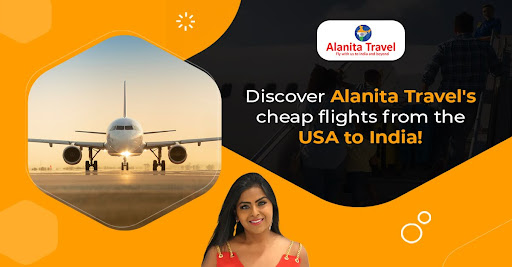 Alanita Travel
Fly with us to India and beyond
Discover Alanita Travel's
cheap flights from the
USA to India!